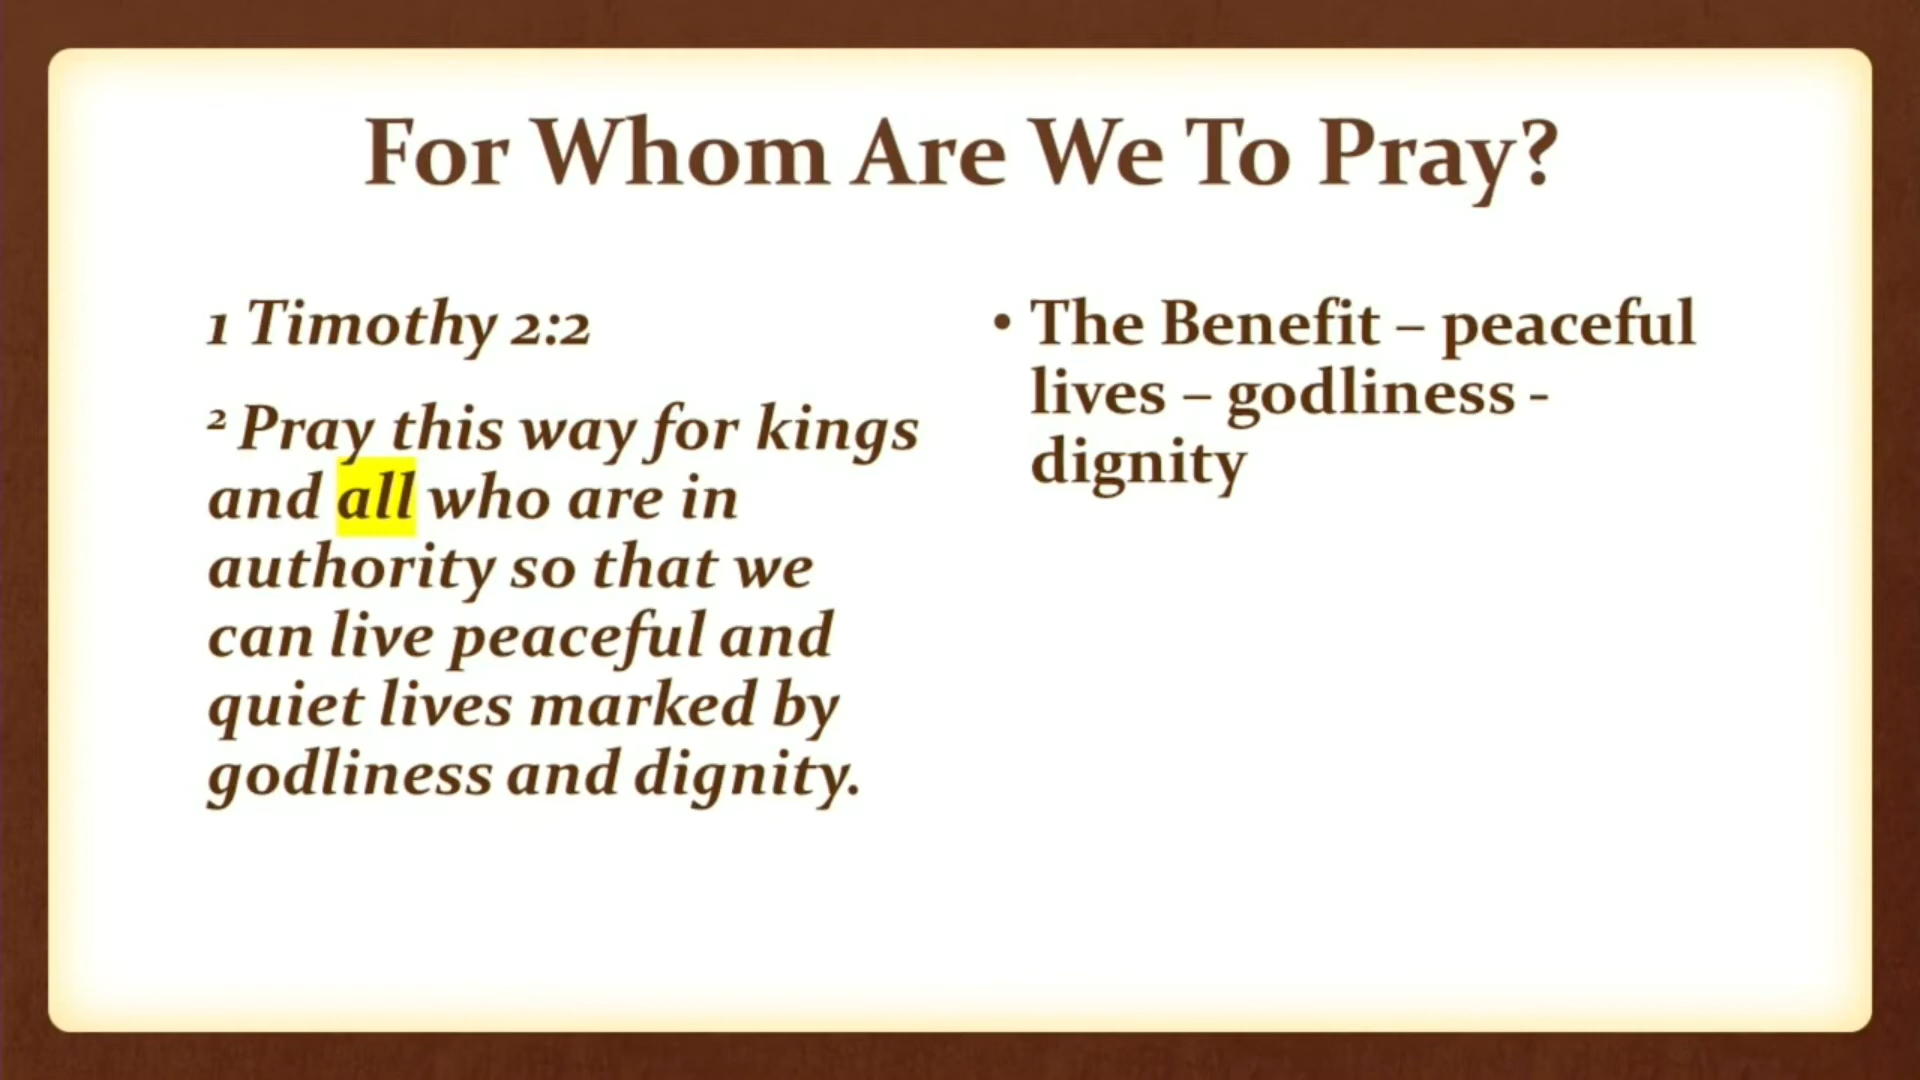 For Whom Are We To Pray?
1 Timothy 2:2
² Pray this way for kings
and all who are in
authority so that we
can live peaceful and
quiet lives marked by
godliness and dignity.
• The Benefit – peaceful
lives – godliness -
dignity